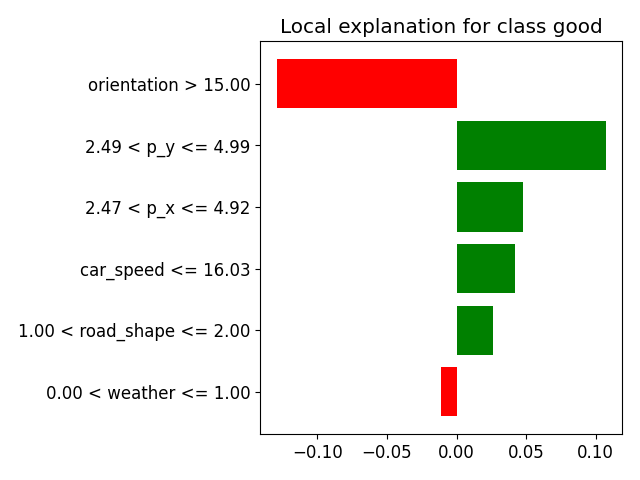 Local explanation for class good
orientation > 15.00
2.49 < p_y <= 4.99
2.47 < p_x <= 4.92
car_speed <= 16.03
1.00 < road_shape <= 2.00
0.00 < weather <= 1.00
−0.10 −0.05 0.00 0.05 0.10